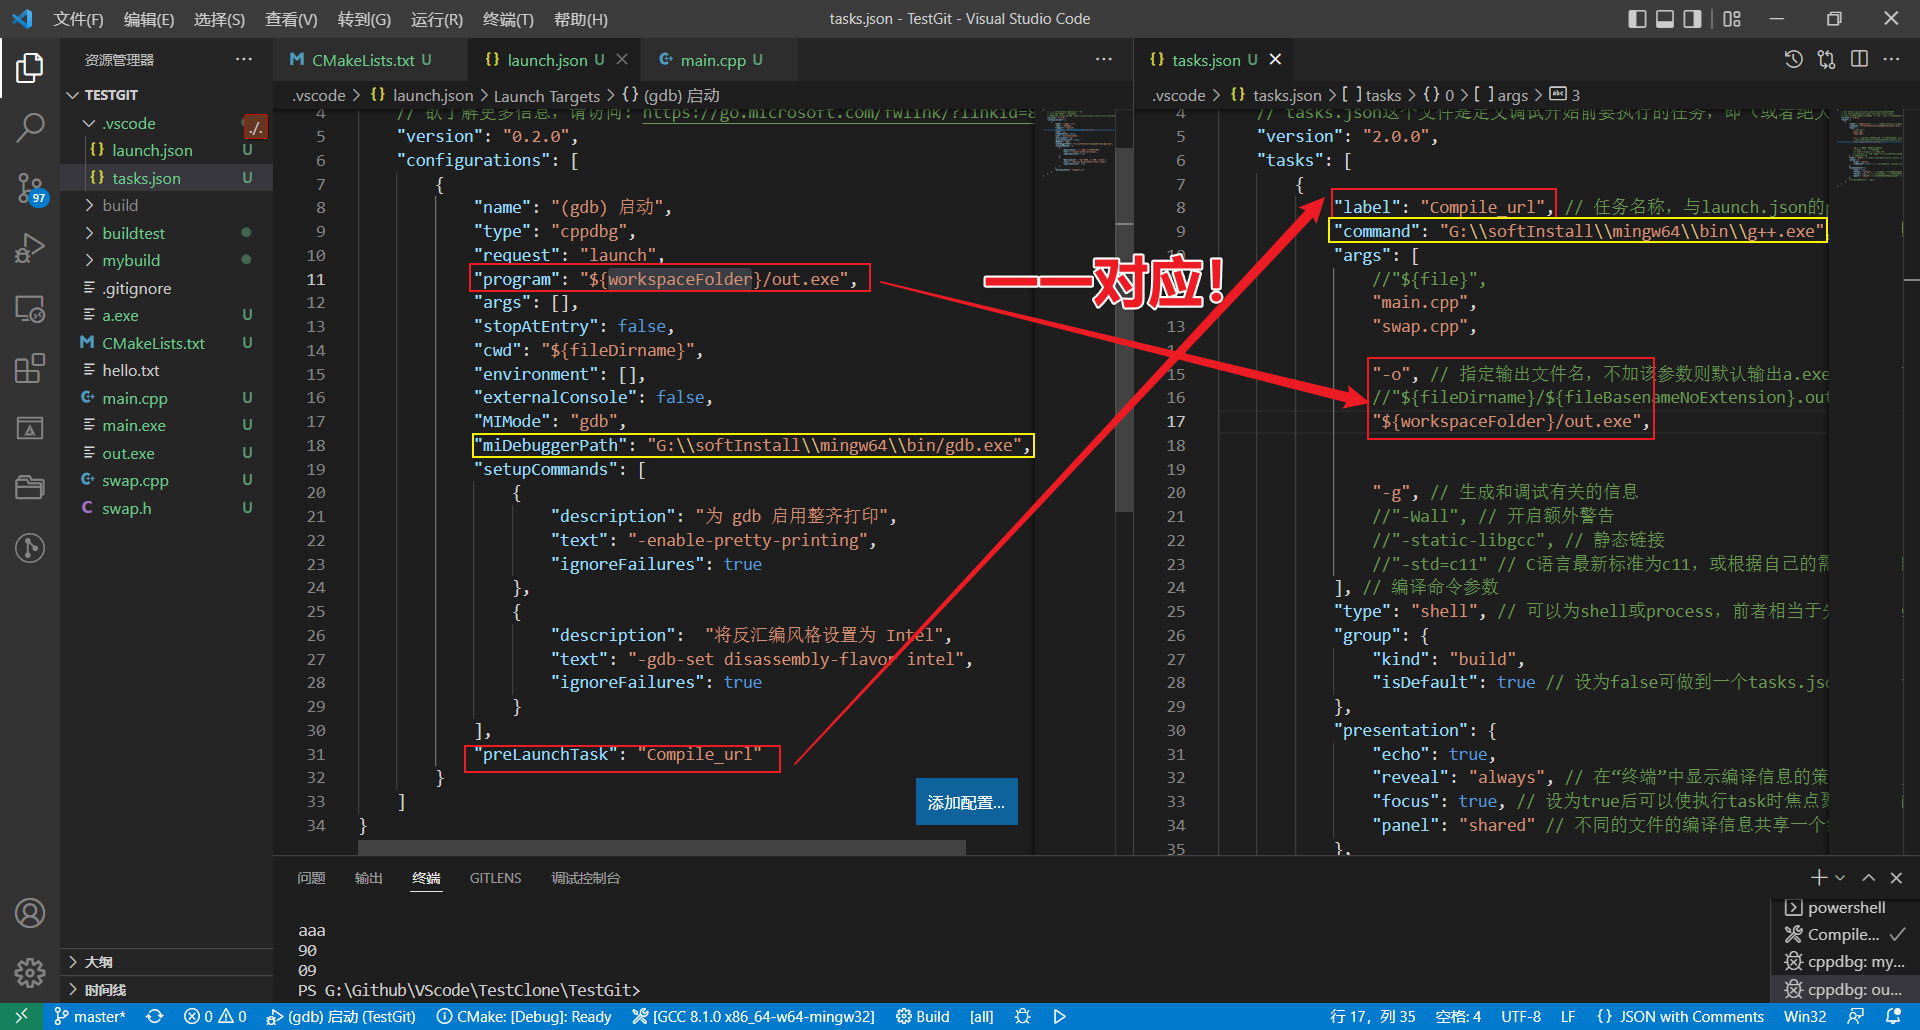 文件(F) 编辑(E) 选择(S) 查看(V) 转到(G) 运行(R) 终端(T) 帮助(H)
tasks.json - TestGit - Visual Studio Code
资源管理器 ···
TESTGIT
.vscode
./.
launch.json U
tasks.json U
build
buildtest
mybuild
.gitignore
a.exe U
CMakeLists.txt U
hello.txt
main.cpp U
main.exe U
out.exe U
swap.cpp U
swap.h U
大纲
时间线
97
CMakeLists.txt U
launch.json U
main.cpp U
.vscode > launch.json > Launch Targets > (gdb) 启动
4 // 欲了解更多信息，请访问: https://go.microsoft.com/fwlink/?linkid=8
5 "version": "0.2.0",
6 "configurations": [
7 {
8 "name": "(gdb) 启动",
9 "type": "cppdbg",
10 "request": "launch",
11 "program": "${workspaceFolder}/out.exe",
12 "args": [],
13 "stopAtEntry": false,
14 "cwd": "${fileDirname}",
15 "environment": [],
16 "externalConsole": false,
17 "MIMode": "gdb",
18 "miDebuggerPath": "G:\\softInstall\\mingw64\\bin/gdb.exe",
19 "setupCommands": [
20 {
21 "description": "为 gdb 启用整齐打印",
22 "text": "-enable-pretty-printing",
23 "ignoreFailures": true
24 },
25 {
26 "description":  "将反汇编风格设置为 Intel",
27 "text": "-gdb-set disassembly-flavor intel",
28 "ignoreFailures": true
29 }
30 ],
31 "preLaunchTask": "Compile_url"
32 }
33 ]
34 }
添加配置...
一一对应！
tasks.json U
.vscode > tasks.json > [ ] tasks > {} 0 > [ ] args > 3
4 // tasks.json这个文件是定义调试开始前要执行的任务，即（或者绝大
5 "version": "2.0.0",
6 "tasks": [
7 {
8 "label": "Compile_url", // 任务名称，与launch.json的
9 "command": "G:\\softInstall\\mingw64\\bin\\g++.exe"
"args": [
//"${file}",
"main.cpp",
13 "swap.cpp",
15 "-o", // 指定输出文件名，不加该参数则默认输出a.exe
16 //"${fileDirname}/${fileBasenameNoExtension}.out
17 "${workspaceFolder}/out.exe",
18
19
20 "-g", // 生成和调试有关的信息
21 //"-Wall", // 开启额外警告
22 //"-static-libgcc", // 静态链接
23 //"-std=c11" // C语言最新标准为c11，或根据自己的需
24 ], // 编译命令参数
25 "type": "shell", // 可以为shell或process，前者相当于
26 "group": {
27 "kind": "build",
28 "isDefault": true // 设为false可做到一个tasks.js
29 },
30 "presentation": {
31 "echo": true,
32 "reveal": "always", // 在“终端”中显示编译信息的策
33 "focus": true, // 设为true后可以使执行task时焦点聚
34 "panel": "shared" // 不同的文件的编译信息共享一个
35 },
问题 输出 终端 GITLENS 调试控制台
aaa
90
09
PS G:\Github\VScode\TestClone\TestGit>
powershell
Compile...
cppdbg: my...
cppdbg: ou...
master* 0 0 (gdb) 启动 (TestGit) CMake: [Debug]: Ready [GCC 8.1.0 x86_64-w64-mingw32] Build [all] 行 17，列 35 空格: 4 UTF-8 LF {} JSON with Comments Win32